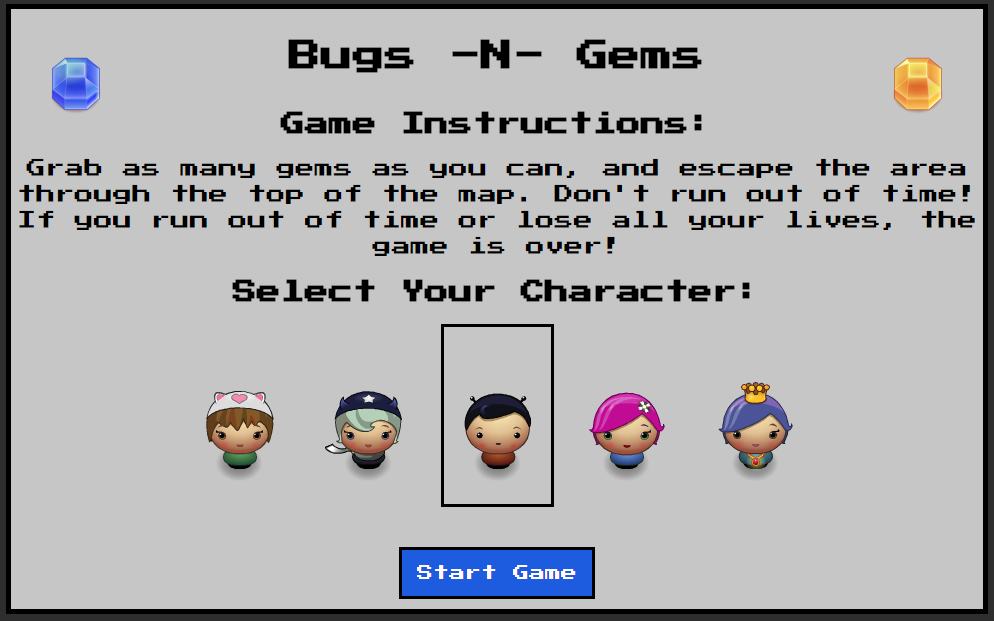 Bugs -N- Gems
Game Instructions:
Grab as many gems as you can, and escape the area
through the top of the map. Don't run out of time!
If you run out of time or lose all your lives, the
game is over!
Select Your Character:
Start Game